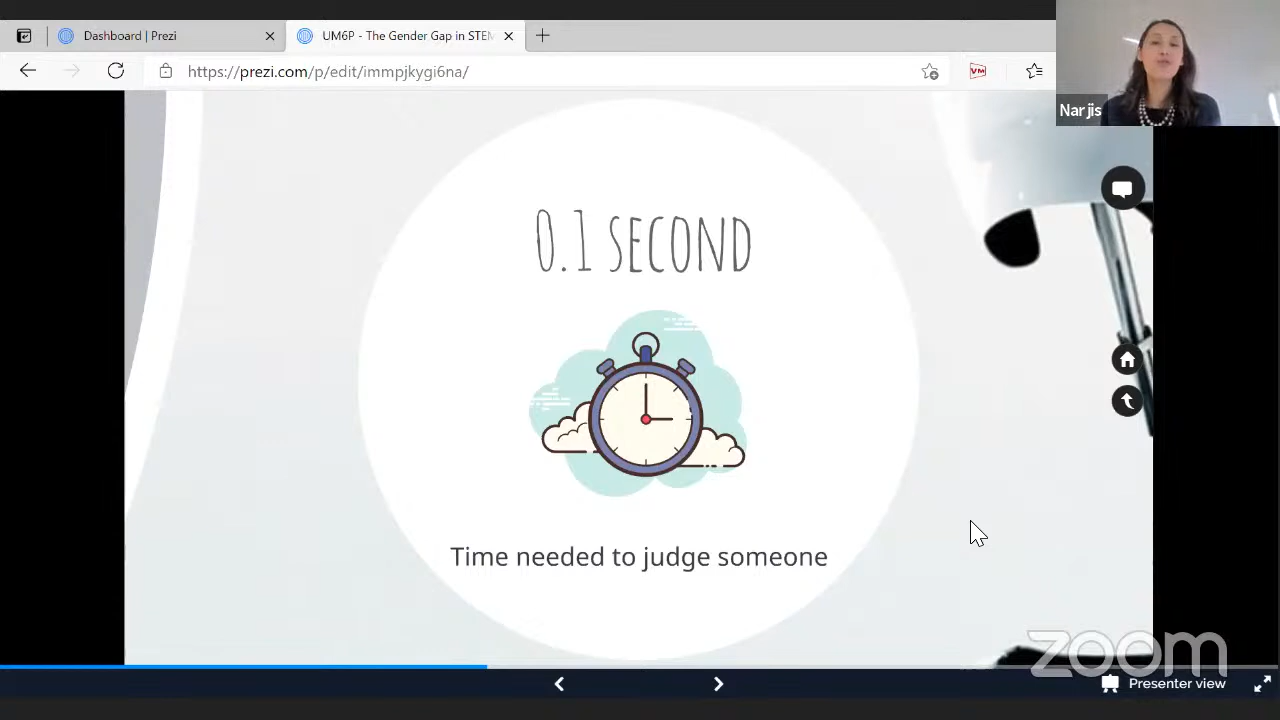 Dashboard | Prezi
UM6P - The Gender Gap in STEM
https://prezi.com/p/edit/immpjkygi6na/
VM
Narjis
0.1 SECOND
Time needed to judge someone
zoom
Presenter view